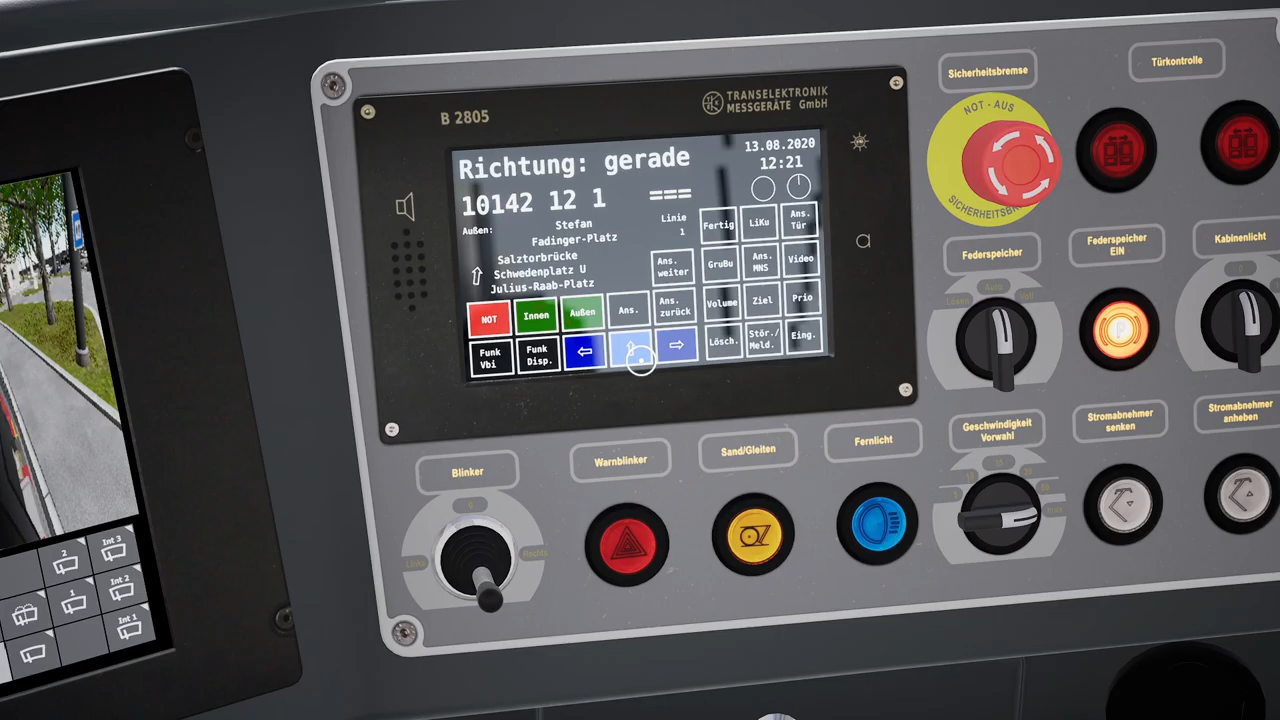 B 2805
TRANSELEKTRONIK
MESSGERÄTE GmbH
Richtung: gerade
13.08.2020
12:21
10142 12 1 ===
Außen:
Stefan
Fadinger-Platz
Linie
1
Salztorbrücke
Schwedenplatz U
Julius-Raab-Platz
Fertig
LiKu
Ans.
Tür
Ans.
weiter
GruBu
Ans.
MNS
Video
NOT
Innen
Außen
Ans.
Ans.
zurück
Volume
Ziel
Prio
Funk
Vbi
Funk
Disp.
Lösch.
Stör./
Meld.
Eing.
Sicherheitsbremse
Türkontrolle
NOT - AUS
Federspeicher
Federspeicher
EIN
Kabinenlicht
Lösen
Auto
0
P
Blinker
Warnblinker
Sand/Gleiten
Fernlicht
Geschwindigkeit
Vorwahl
Stromabnehmer
senken
Stromabnehmer
anheben
0
Links
Rechts
2
Int 3
1
Int 2
Int 1